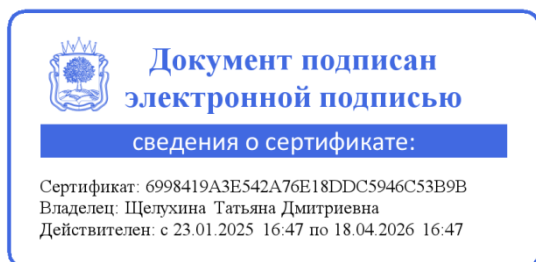 Документ подписан
электронной подписью
сведения о сертификате:
Сертификат: 6998419A3E542A76E18DDC5946C53B9B
Владелец: Щелухина Татьяна Дмитриевна
Действителен: с 23.01.2025 16:47 по 18.04.2026 16:47